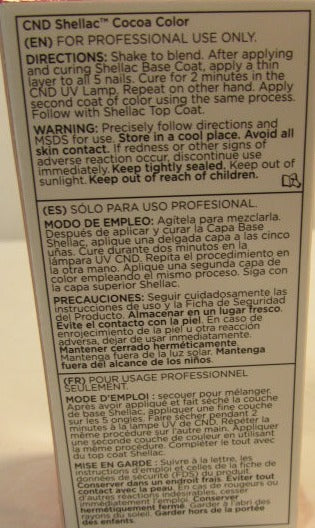 CND Shellac™ Cocoa Color
(EN) FOR PROFESSIONAL USE ONLY.
DIRECTIONS: Shake to blend. After applying
and curing Shellac Base Coat, apply a thin
layer to all 5 nails. Cure for 2 minutes in the
CND UV Lamp. Repeat on other hand. Apply
second coat of color using the same process.
Follow with Shellac Top Coat.
WARNING: Precisely follow directions and
MSDS for use. Store in a cool place. Avoid all
skin contact. If redness or other signs of
adverse reaction occur, discontinue use
immediately. Keep tightly sealed. Keep out of
sunlight. Keep out of reach of children.
(ES) SÓLO PARA USO PROFESIONAL.
MODO DE EMPLEO: Agítela para mezclarla.
Después de aplicar y curar la Capa Base
Shellac, aplique una delgada capa a las cinco
uñas. Cure durante dos minutos en la
lámpara de UV CND. Repita el procedimiento en
la otra mano. Aplique una segunda capa de
color empleando el mismo proceso. Siga con
la capa superior Shellac.
PRECAUCIONES: Seguir cuidadosamente las
instrucciones de uso y la Ficha de Seguridad
del Producto. Almacenar en un lugar fresco.
Evite el contacto con la piel. En caso de
enrojecimiento de la piel u otra reacción
adversa, dejar de usar inmediatamente.
Mantener cerrado herméticamente.
Mantenga fuera de la luz solar. Mantenga
fuera del alcance de los niños.
(FR) POUR USAGE PROFESSIONNEL
SEULEMENT.
MODE D'EMPLOI : secouer pour mélanger.
Après avoir appliqué et fait séché la couche
de base Shellac, appliquer une fine couche
sur les 5 ongles. Faire sécher pendant 2
minutes à la lampe UV de CND. Répéter la
même procédure sur l'autre main. Appliquer
une seconde couche de couleur en utilisant
la même procédure. Compléter le tout avec
du top coat Shellac.
MISE EN GARDE : Suivre à la lettre, les
instructions d'emploi et celles de la fiche de
données de sécurité (FDS) du produit.
Conserver dans un endroit frais. Éviter tout
contact avec la peau. En cas de rougeurs ou
d'autres réactions indésirables, cesser
immédiatement l'emploi. Conserver
hermétiquement fermé. Garder à l'abri des
rayons du soleil. Garder hors de la portée
des enfants.